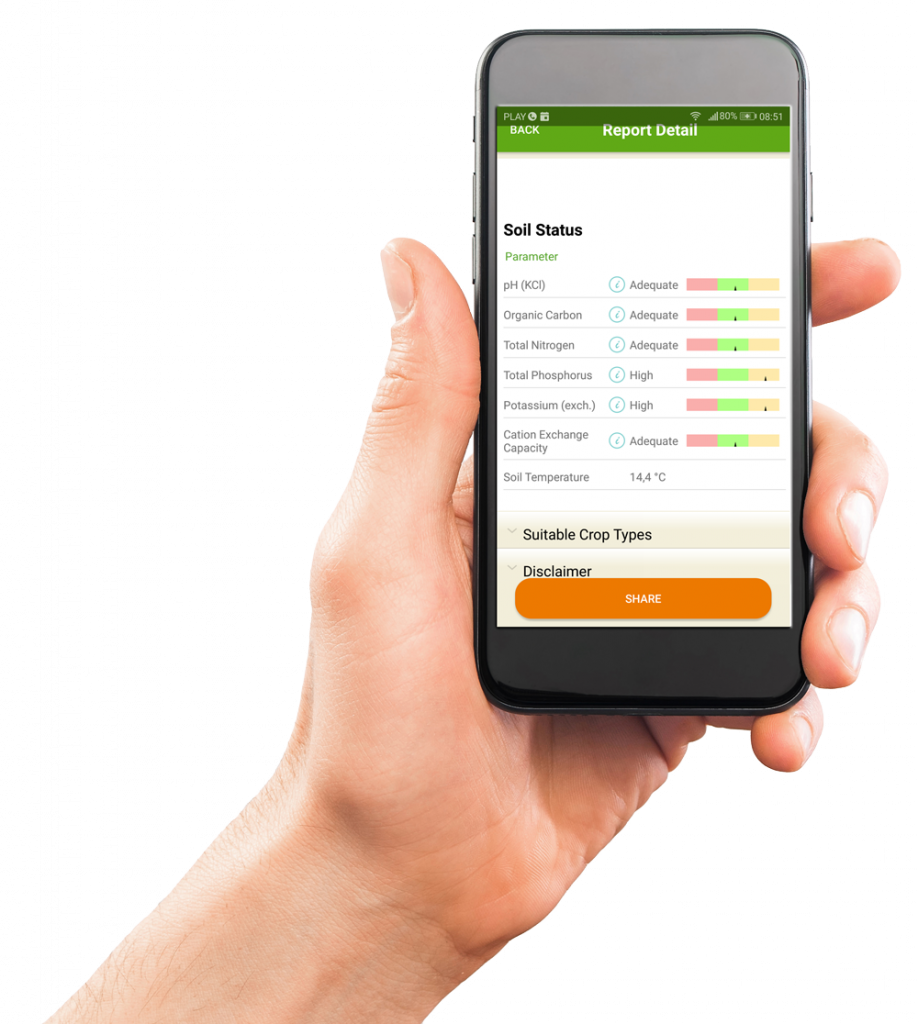 PLAY 80% 08:51
BACK Report Detail
Soil Status
Parameter
pH (KCl) i Adequate
Organic Carbon i Adequate
Total Nitrogen i Adequate
Total Phosphorus i High
Potassium (exch.) i High
Cation Exchange
Capacity i Adequate
Soil Temperature 14,4 °C
Suitable Crop Types
Disclaimer
SHARE